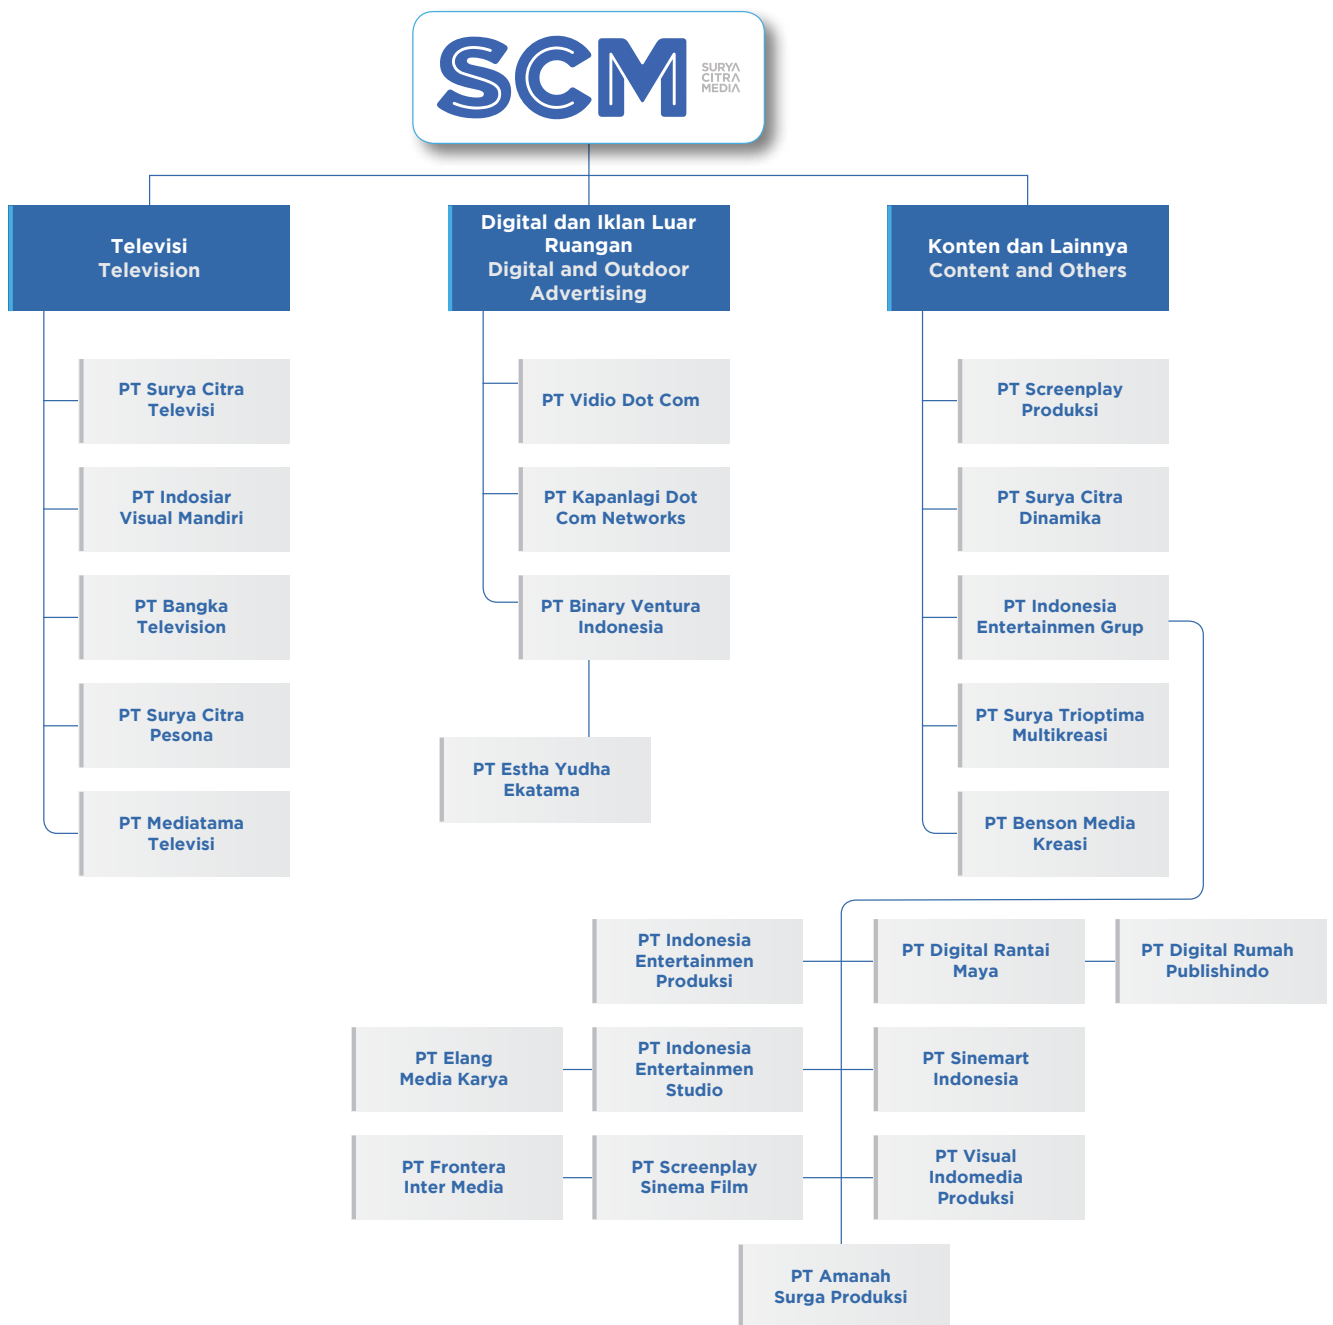 SCM
SURYA
CITRA
MEDIA
Televisi
Television
Digital dan Iklan Luar
Ruangan
Digital and Outdoor
Advertising
Konten dan Lainnya
Content and Others
PT Surya Citra
Televisi
PT Indosiar
Visual Mandiri
PT Bangka
Television
PT Surya Citra
Pesona
PT Mediatama
Televisi
PT Vidio Dot Com
PT Kapanlagi Dot
Com Networks
PT Binary Ventura
Indonesia
PT Estha Yudha
Ekatama
PT Screenplay
Produksi
PT Surya Citra
Dinamika
PT Indonesia
Entertainmen Grup
PT Surya Trioptima
Multikreasi
PT Benson Media
Kreasi
PT Indonesia
Entertainmen
Produksi
PT Digital Rantai
Maya
PT Digital Rumah
Publishindo
PT Elang
Media Karya
PT Indonesia
Entertainmen
Studio
PT Sinemart
Indonesia
PT Frontera
Inter Media
PT Screenplay
Sinema Film
PT Visual
Indomedia
Produksi
PT Amanah
Surga Produksi